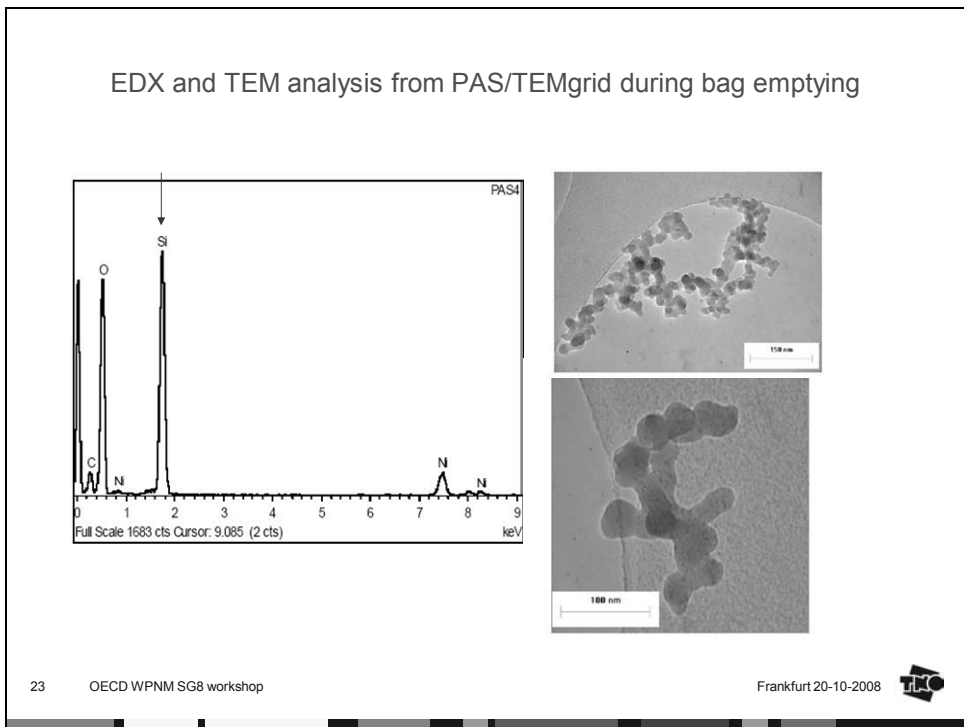 EDX and TEM analysis from PAS/TEMgrid during bag emptying
PAS4
Si
O
C
Ni
Ni
Ni
0 1 2 3 4 5 6 7 8 9
Full Scale 1683 cts Cursor: 9.085 (2 cts)
keV
150 nm
100 nm
23
OECD WPNM SG8 workshop
Frankfurt 20-10-2008
TNO